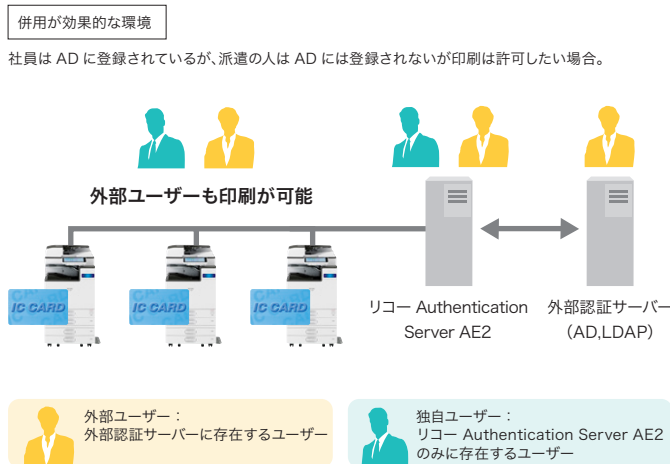 併用が効果的な環境
社員は AD に登録されているが、派遣の人は AD には登録されないが印刷は許可したい場合。
外部ユーザーも印刷が可能
IC CARD
IC CARD
IC CARD
リコー Authentication
Server AE2
外部認証サーバー
（AD,LDAP）
外部ユーザー：
外部認証サーバーに存在するユーザー
独自ユーザー：
リコー Authentication Server AE2
のみに存在するユーザー